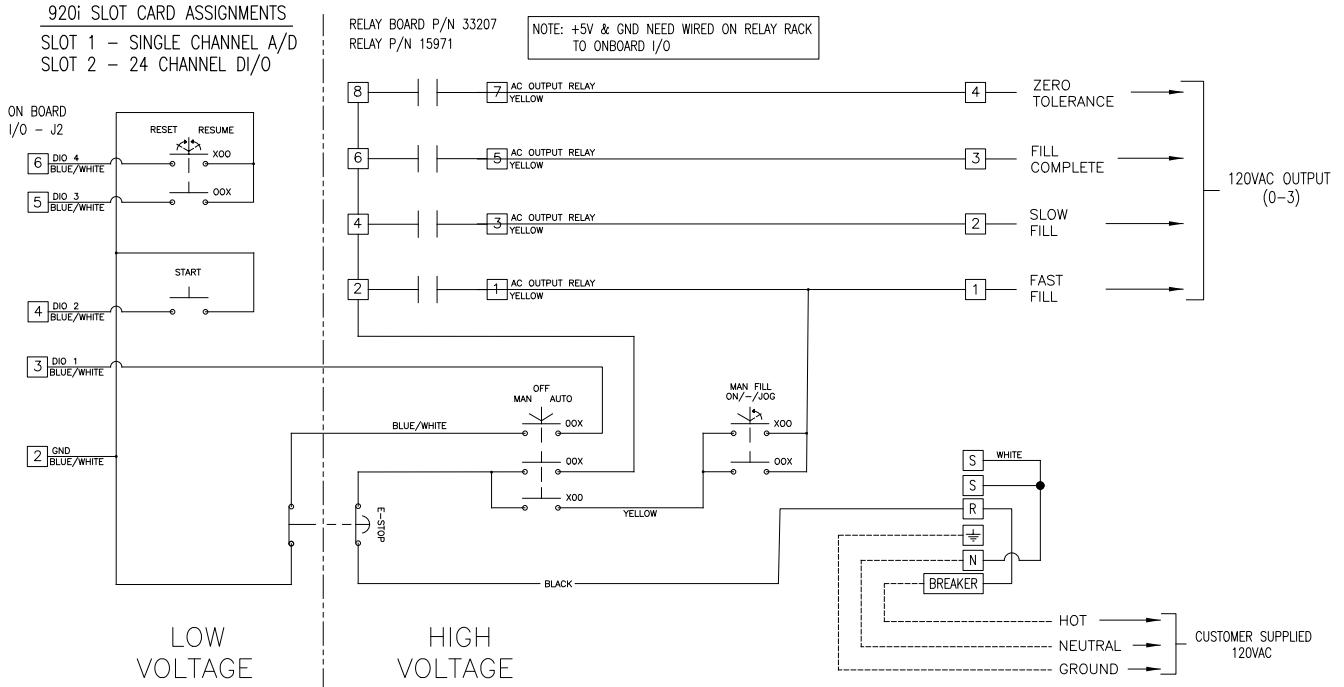 920i SLOT CARD ASSIGNMENTS
SLOT 1 - SINGLE CHANNEL A/D
SLOT 2 - 24 CHANNEL DI/O
RELAY BOARD P/N 33207
RELAY P/N 15971
NOTE: +5V & GND NEED WIRED ON RELAY RACK
TO ONBOARD I/O
ON BOARD
I/O - J2
RESET RESUME
XOO
6 DIO 4
BLUE/WHITE
OOX
5 DIO 3
BLUE/WHITE
START
4 DIO 2
BLUE/WHITE
3 DIO 1
BLUE/WHITE
2 GND
BLUE/WHITE
8 7 AC OUTPUT RELAY
YELLOW
4 ZERO
TOLERANCE
6 5 AC OUTPUT RELAY
YELLOW
3 FILL
COMPLETE
4 3 AC OUTPUT RELAY
YELLOW
2 SLOW
FILL
2 1 AC OUTPUT RELAY
YELLOW
1 FAST
FILL
120VAC OUTPUT
(0-3)
OFF
MAN AUTO
OOX
BLUE/WHITE
OOX
XOO
YELLOW
MAN FILL
ON/-/JOG
XOO
OOX
E-STOP
BLACK
S WHITE
S
R
N
BREAKER
HOT
NEUTRAL
GROUND
CUSTOMER SUPPLIED
120VAC
LOW
VOLTAGE
HIGH
VOLTAGE